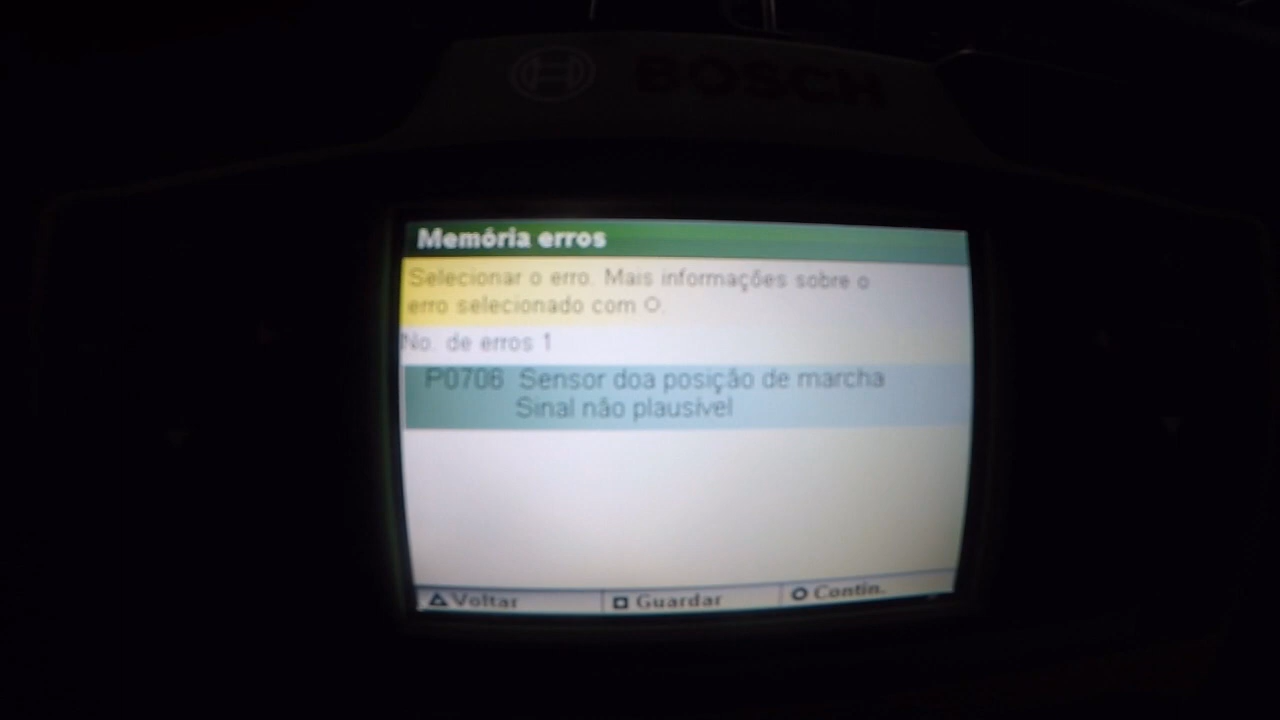 BOSCH
Memória erros
Selecionar o erro. Mais informações sobre o
erro selecionado com O.
No. de erros 1
P0706 Sensor doa posição de marcha
Sinal não plausível
Voltar
Guardar
Contin.